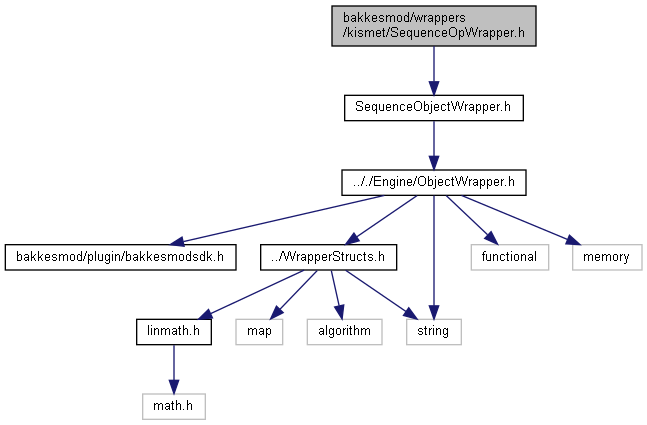 bakkesmod/wrappers
/kismet/SequenceOpWrapper.h
SequenceObjectWrapper.h
.././Engine/ObjectWrapper.h
bakkesmod/plugin/bakkesmodsdk.h
../WrapperStructs.h
functional
memory
linmath.h
map
algorithm
string
math.h